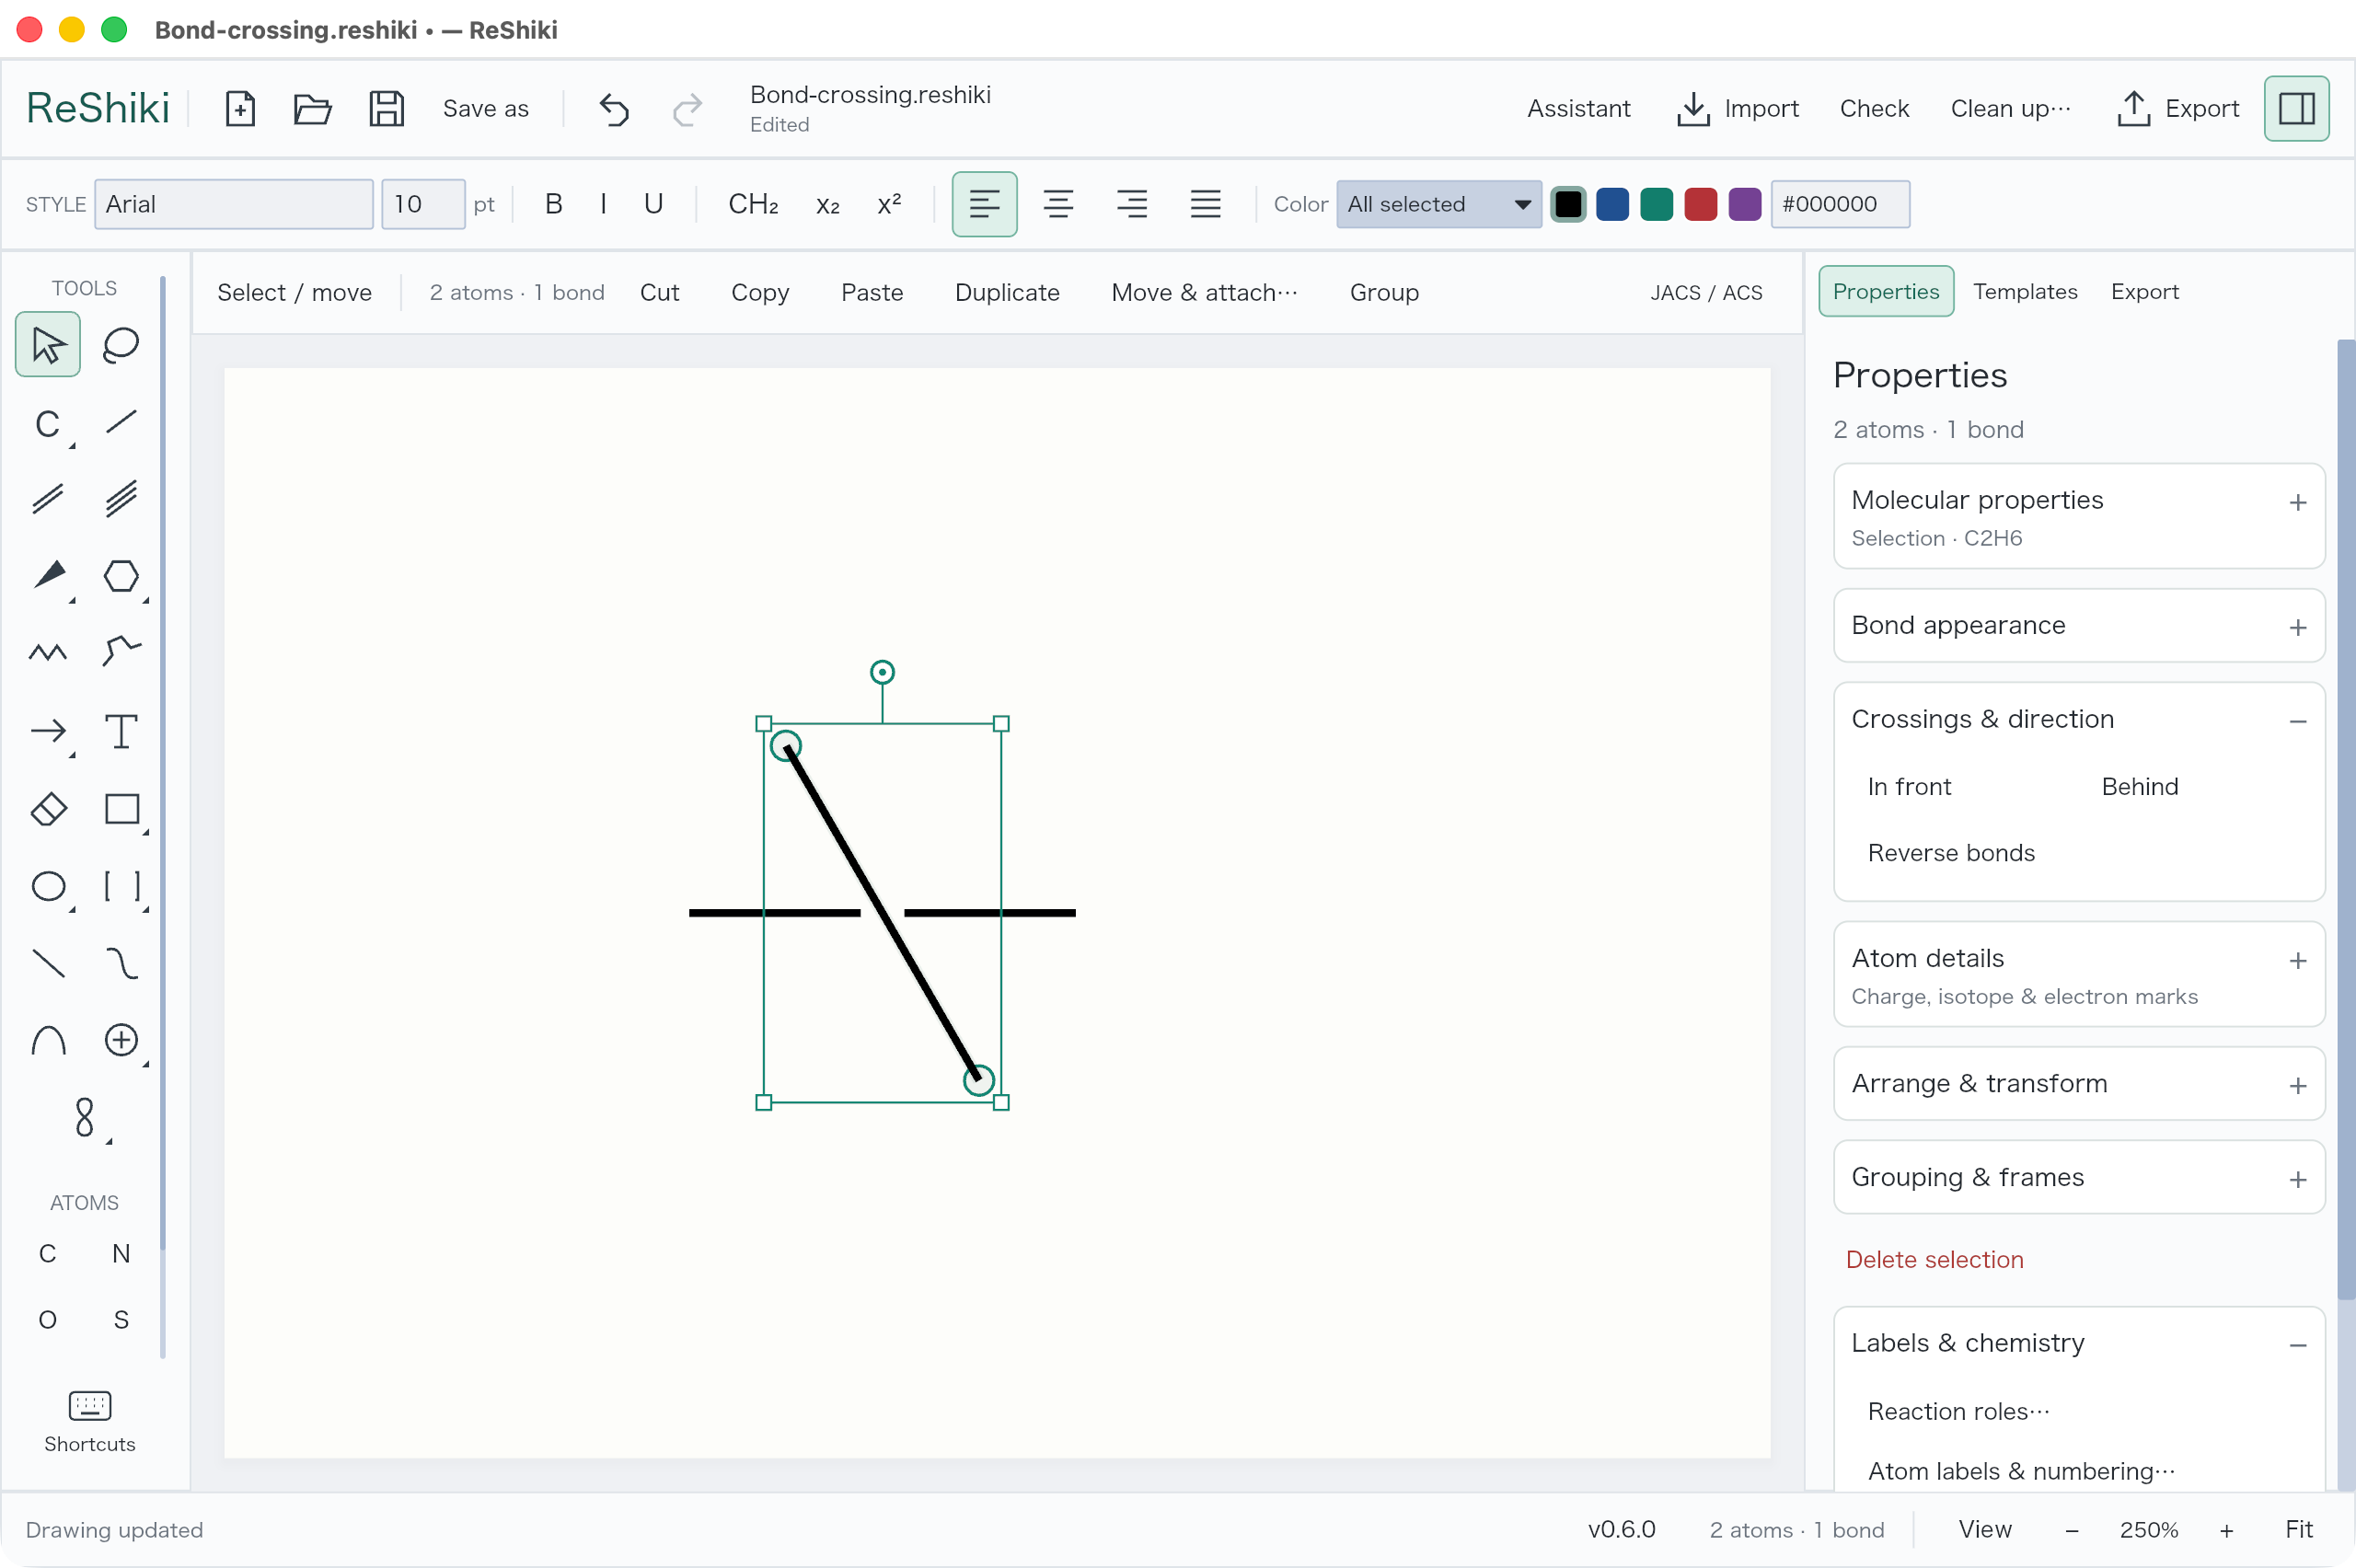 Bond-crossing.reshiki • — ReShiki
ReShiki
Save as
Bond-crossing.reshiki
Edited
Assistant
Import
Check
Clean up···
Export
STYLE
Arial
10
pt
B
I
U
CH₂
x₂
x²
Color
All selected
#000000
TOOLS
C
T
Select / move
2 atoms · 1 bond
Cut
Copy
Paste
Duplicate
Move & attach···
Group
JACS / ACS
Properties
Templates
Export
Properties
2 atoms · 1 bond
Molecular properties
Selection · C2H6
Bond appearance
Crossings & direction
In front
Behind
Reverse bonds
Atom details
Charge, isotope & electron marks
Arrange & transform
Grouping & frames
Delete selection
Labels & chemistry
Reaction roles···
Atom labels & numbering···
ATOMS
C
N
O
S
Shortcuts
Drawing updated
v0.6.0
2 atoms · 1 bond
View
−
250%
+
Fit